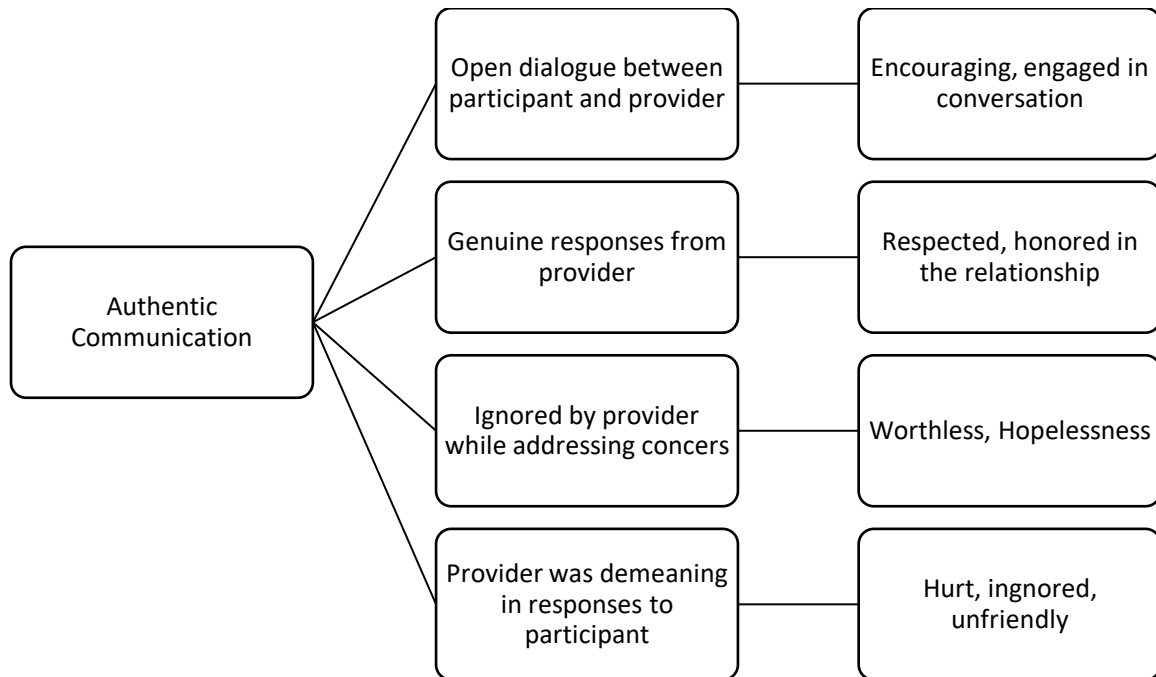 Open dialogue between
participant and provider
Encouraging, engaged in
conversation
Genuine responses from
provider
Respected, honored in
the relationship
Authentic
Communication
Ignored by provider
while addressing concers
Worthless, Hopelessness
Provider was demeaning
in responses to
participant
Hurt, ingnored,
unfriendly